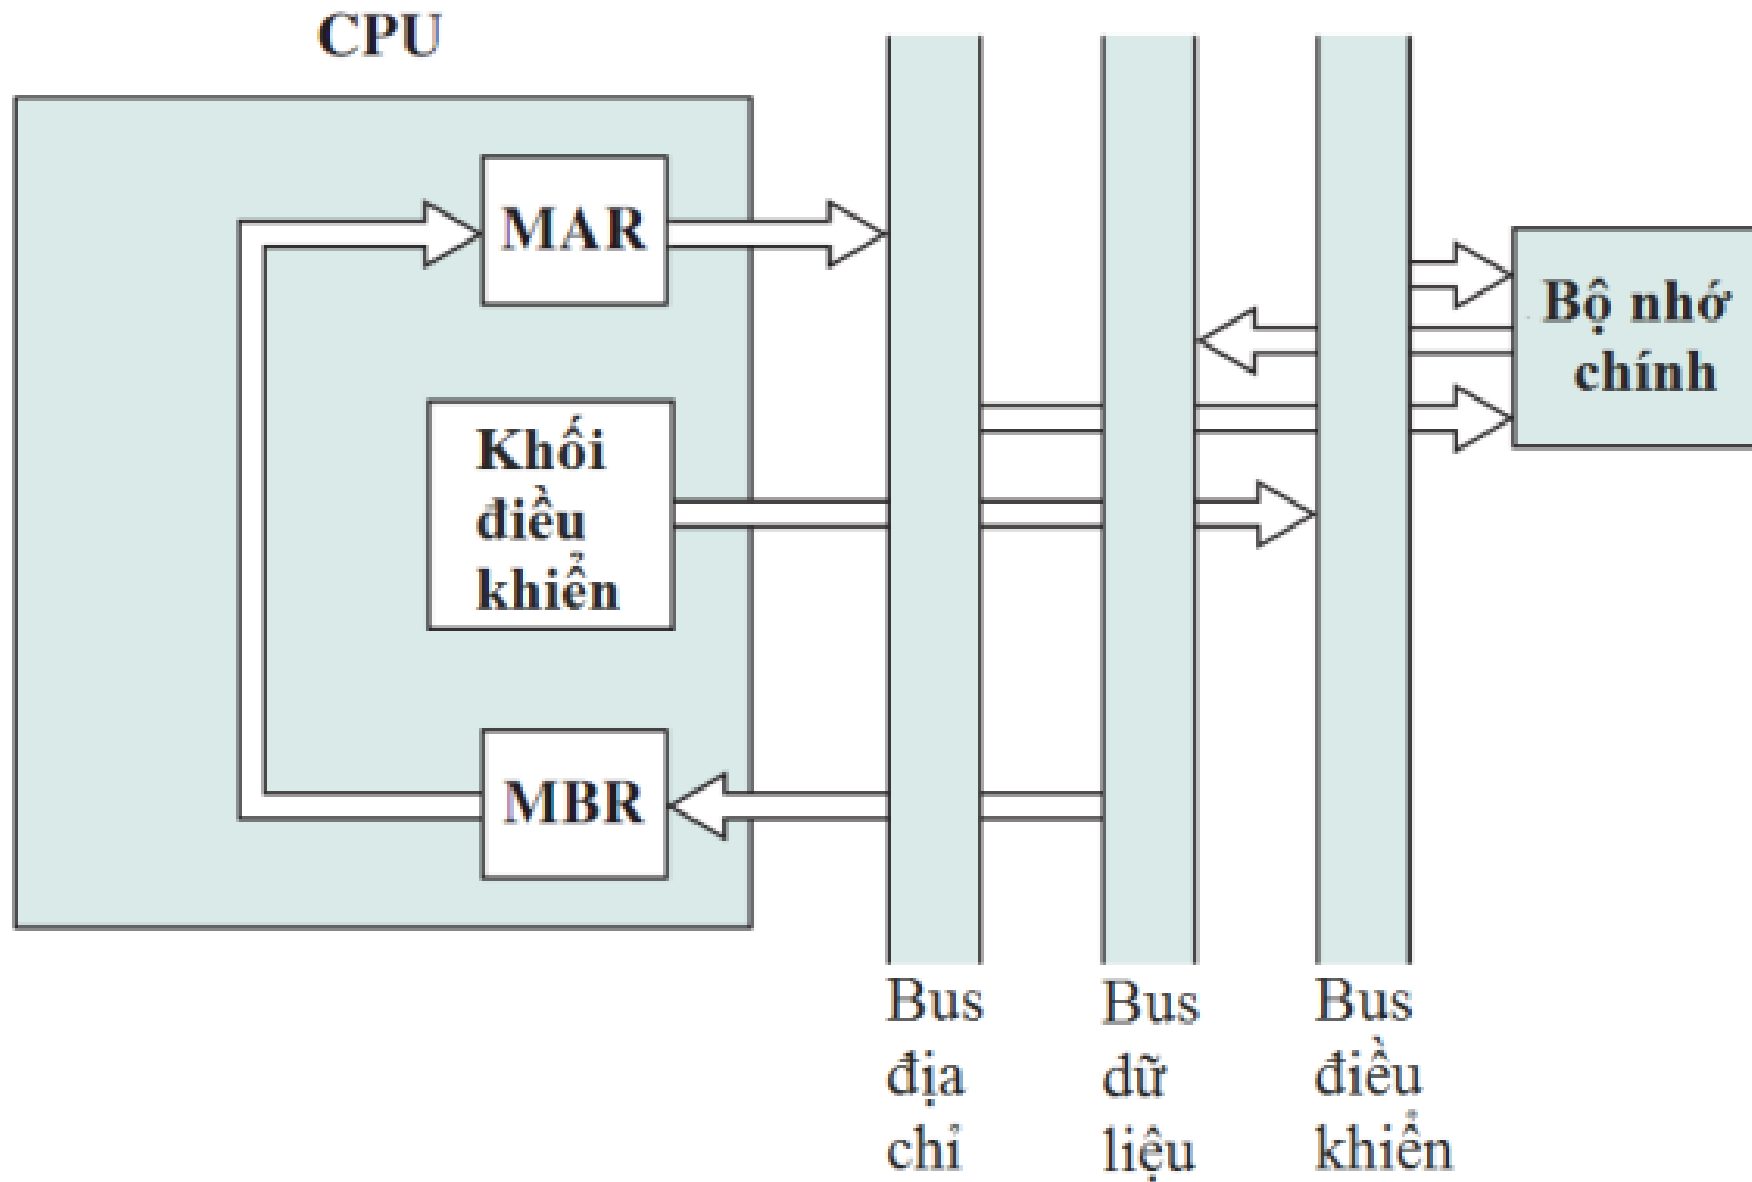 CPU
MAR
Bộ nhớ
chính
Khối
điều
khiển
MBR
Bus
địa
chỉ
Bus
dữ
liệu
Bus
điều
khiển